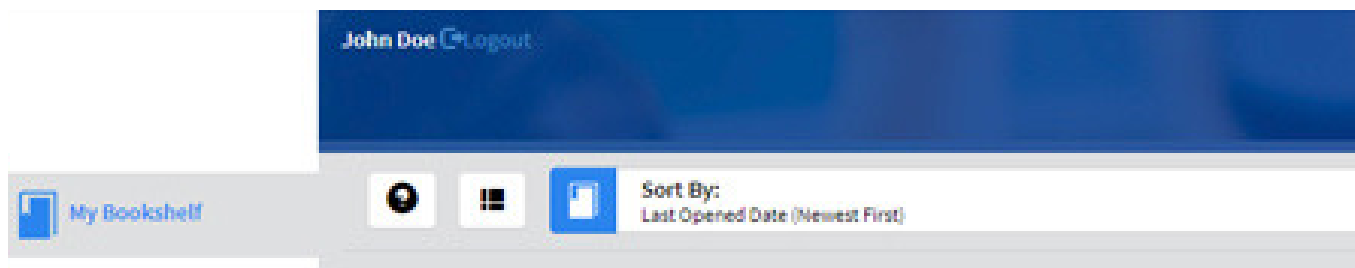 John Doe Logout
My Bookshelf
Sort By:
Last Opened Date (Newest First)